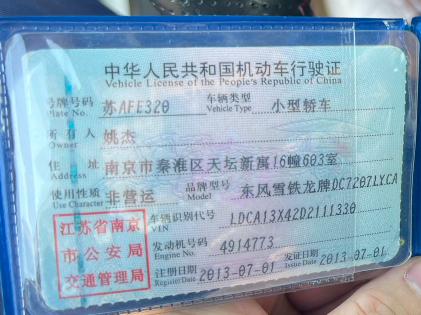 中华人民共和国机动车行驶证
Vehicle License of the People's Republic of China
号牌号码 苏AFE320 车辆类型 小型轿车
Plate No. Vehicle Type
所有人 姚杰
Owner
住址 南京市秦淮区天坛新寓16幢603室
Address
使用性质 非营运 品牌型号 东风雪铁龙牌DC7207LYCA
Use Character Model
江苏省南京 车辆识别代号 LDCA13X42D2111330
VIN
市公安局 发动机号码 4914773
Engine No.
交通管理局 注册日期 2013-07-01 发证日期 2013-07-01
Register Date Issue Date